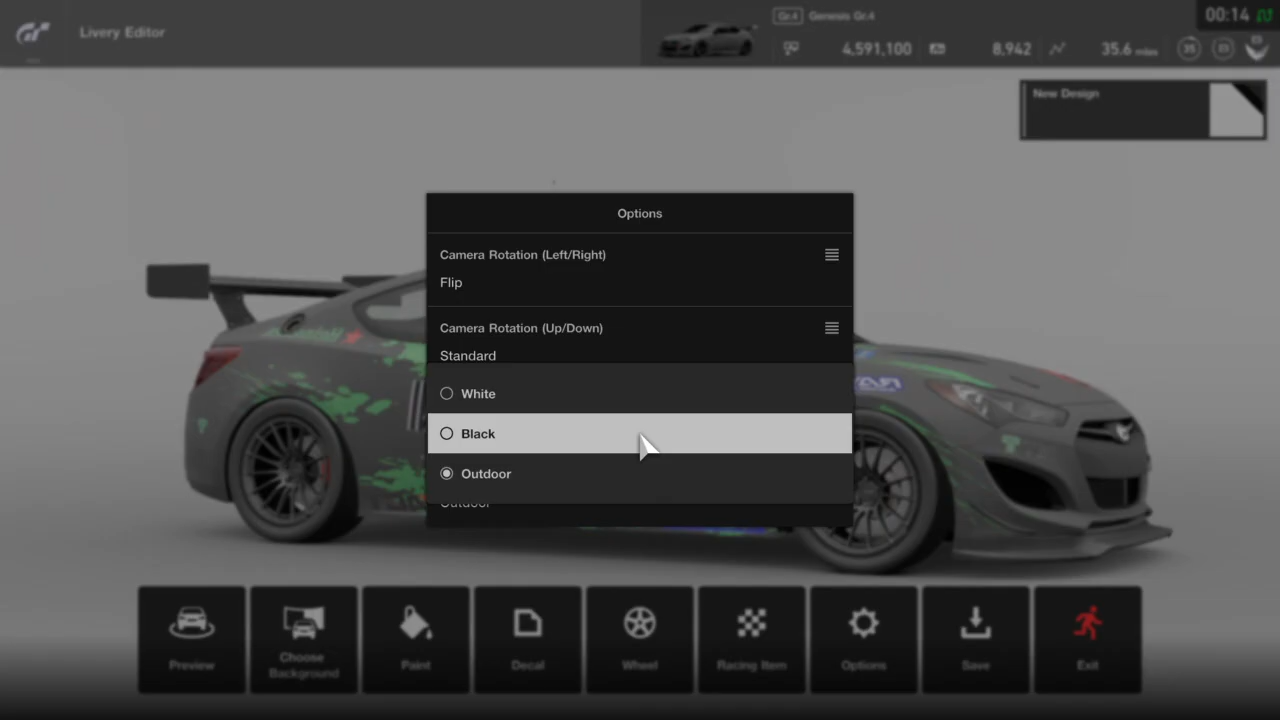 Livery Editor
Gr.4 Genesis Gr.4
4,591,100 8,942 35.6 miles
00:14
New Design
Options
Camera Rotation (Left/Right)
Flip
Camera Rotation (Up/Down)
Standard
White
Black
Outdoor
Outdoor
Preview
Choose
Background
Paint
Decal
Wheel
Racing Item
Options
Save
Exit